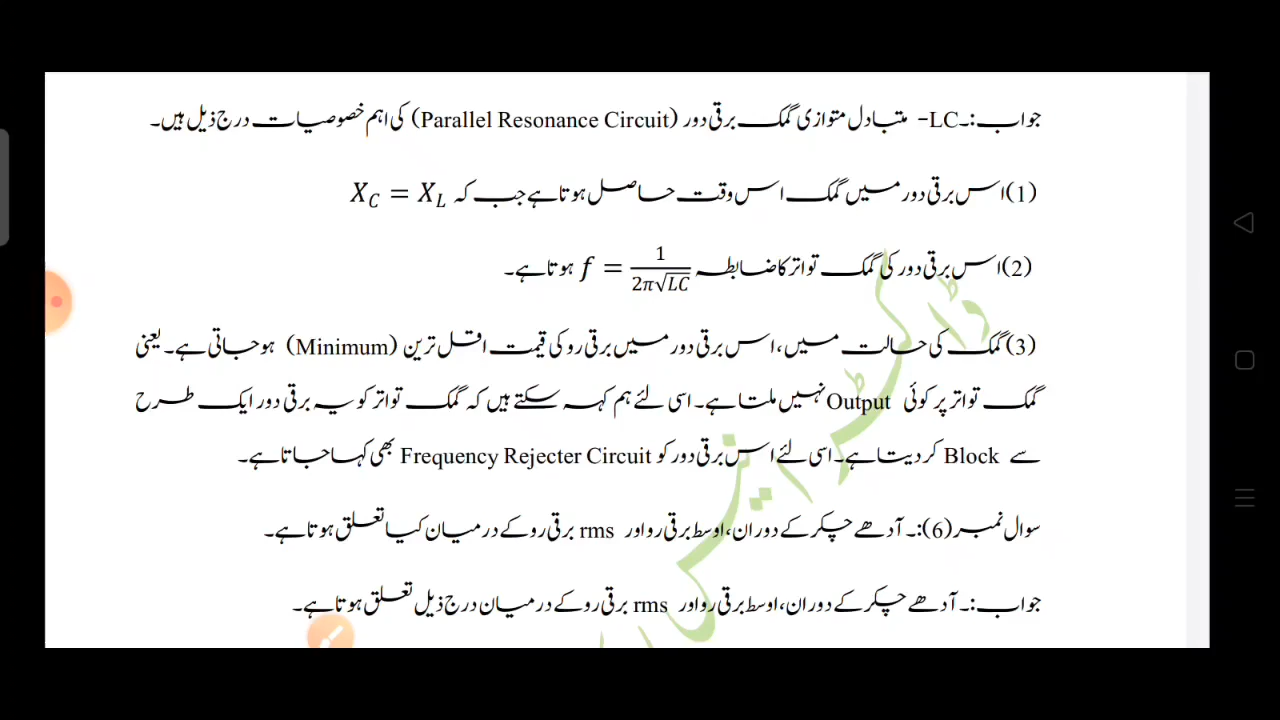 جواب:۔LC- متبادل متوازی گمک برقی دور (Parallel Resonance Circuit) کی اہم خصوصیات درج ذیل ہیں۔
(1)اس برقی دور میں گمک اس وقت حاصل ہوتا ہے جب کہ X_C = X_L
(2)اس برقی دور کی گمک تواتر کا ضابطہ f = 1/(2π√LC) ہوتا ہے۔
(3)گمک کی حالت میں، اس برقی دور میں برقی رو کی قیمت اقل ترین (Minimum) ہو جاتی ہے۔ یعنی
گمک تواتر پر کوئی Output نہیں ملتا ہے۔ اسی لئے ہم کہہ سکتے ہیں کہ گمک تواتر کو یہ برقی دور ایک طرح
سے Block کر دیتا ہے۔ اسی لئے اس برقی دور کو Frequency Rejecter Circuit بھی کہا جاتا ہے۔
سوال نمبر(6):۔ آدھے چکر کے دوران، اوسط برقی رو اور rms برقی رو کے درمیان کیا تعلق ہوتا ہے۔
جواب:۔ آدھے چکر کے دوران، اوسط برقی رو اور rms برقی رو کے درمیان درج ذیل تعلق ہوتا ہے۔
ڈاکٹر